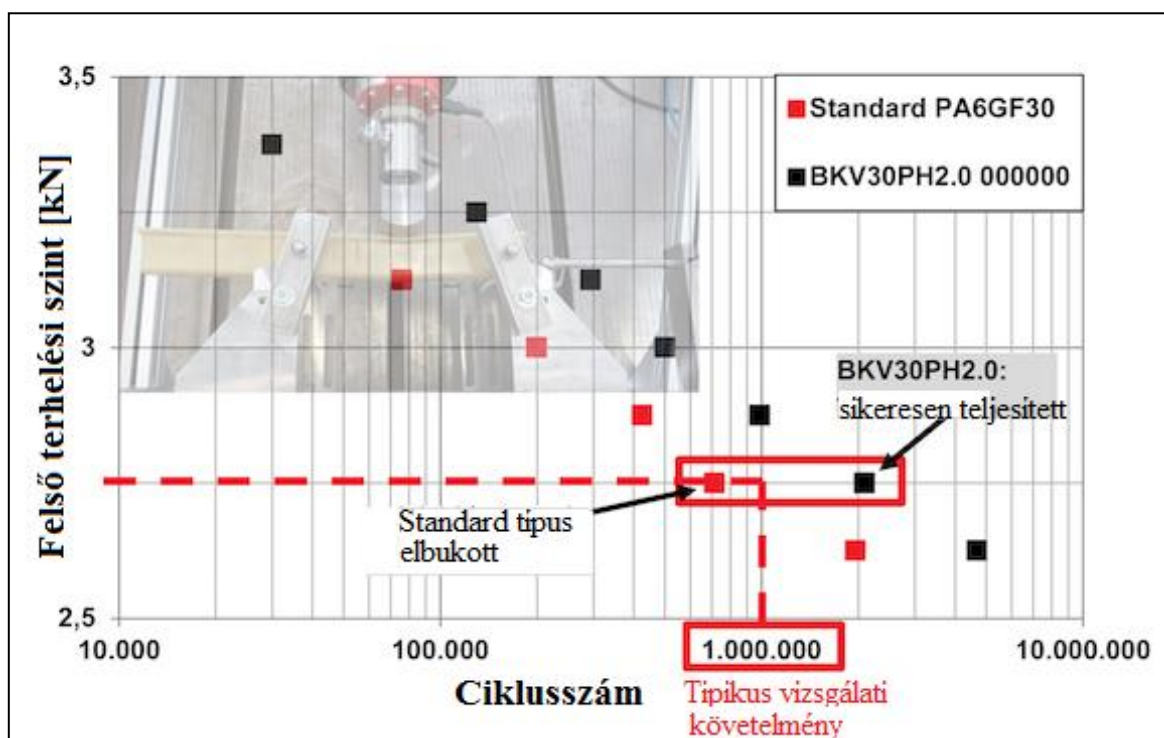 3,5
Standard PA6GF30
BKV30PH2.0 000000
Felső terhelési szint [kN]
3
BKV30PH2.0:
sikeresen teljesített
Standard típus
elbukott
2,5
10.000
100.000
1.000.000
10.000.000
Ciklusszám
Tipikus vizsgálati
követelmény